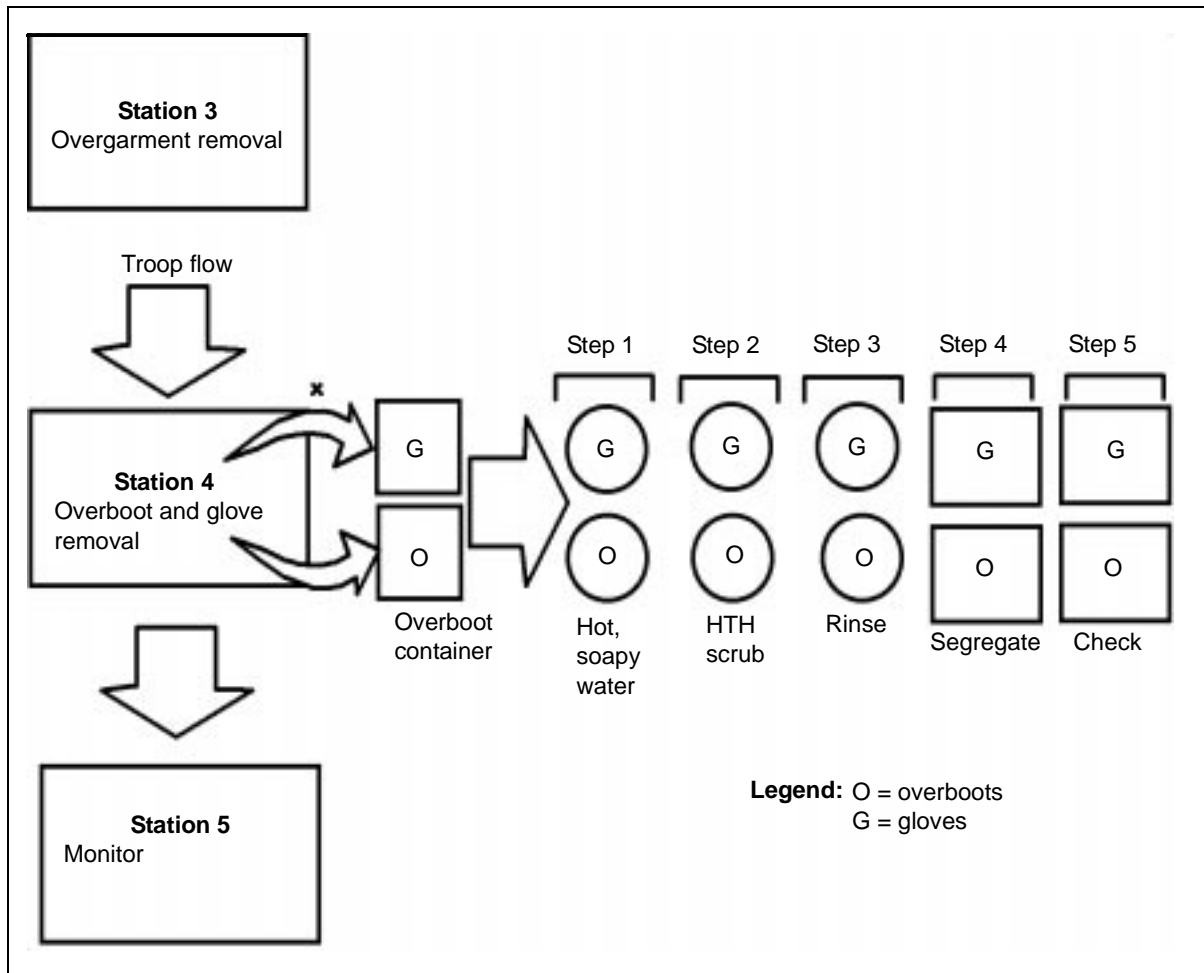 Station 3
Overgarment removal
Troop flow
Step 1 Step 2 Step 3 Step 4 Step 5
x
G G G G G G
Station 4
Overboot and glove
removal
O O O O O O
Overboot
container
Hot,
soapy
water
HTH
scrub
Rinse
Segregate
Check
Station 5
Monitor
Legend: O = overboots
G = gloves